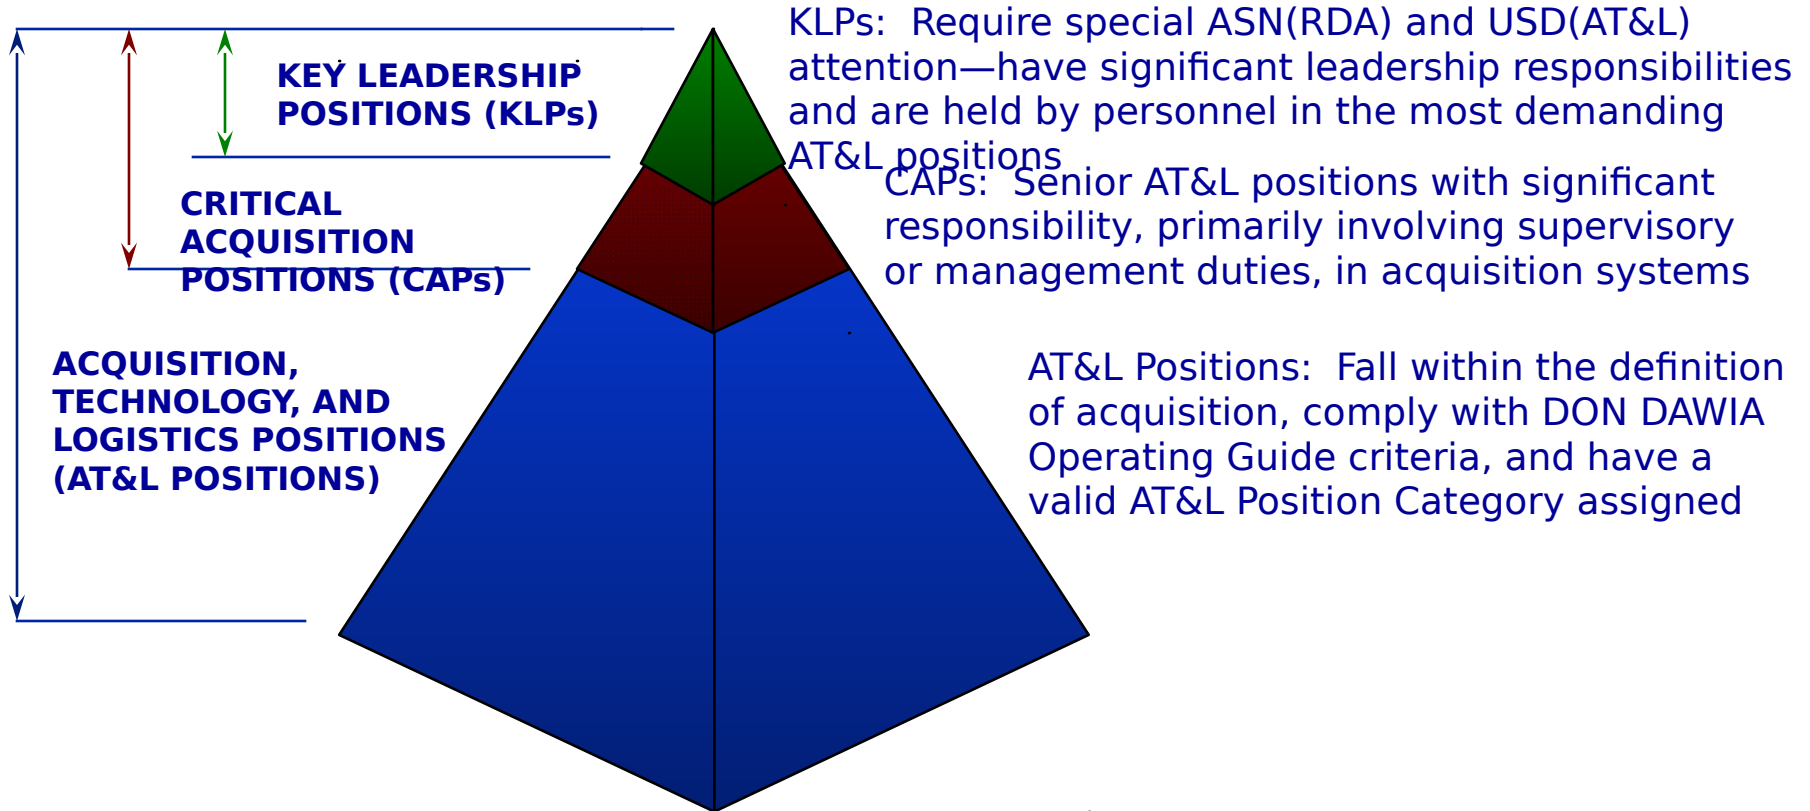 KLPs:  Require special ASN(RDA) and USD(AT&L)
attention—have significant leadership responsibilities
and are held by personnel in the most demanding
AT&L positions
KEY LEADERSHIP
POSITIONS (KLPs)
CAPs:  Senior AT&L positions with significant
responsibility, primarily involving supervisory
or management duties, in acquisition systems
CRITICAL
ACQUISITION
POSITIONS (CAPs)
AT&L Positions:  Fall within the definition
of acquisition, comply with DON DAWIA
Operating Guide criteria, and have a
valid AT&L Position Category assigned
ACQUISITION,
TECHNOLOGY, AND
LOGISTICS POSITIONS
(AT&L POSITIONS)